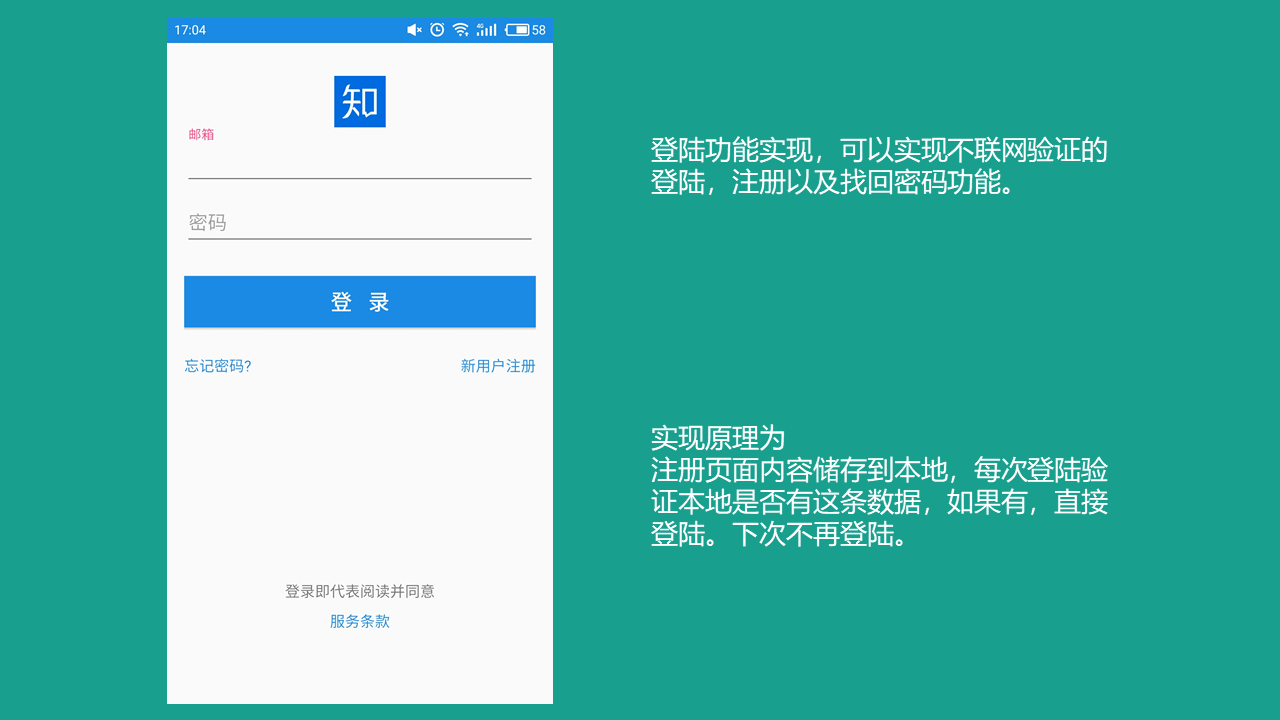 17:04
4G
58
知
邮箱
密码
登 录
忘记密码?
新用户注册
登录即代表阅读并同意
服务条款
登陆功能实现，可以实现不联网验证的
登陆，注册以及找回密码功能。
实现原理为
注册页面内容储存到本地，每次登陆验
证本地是否有这条数据，如果有，直接
登陆。下次不再登陆。